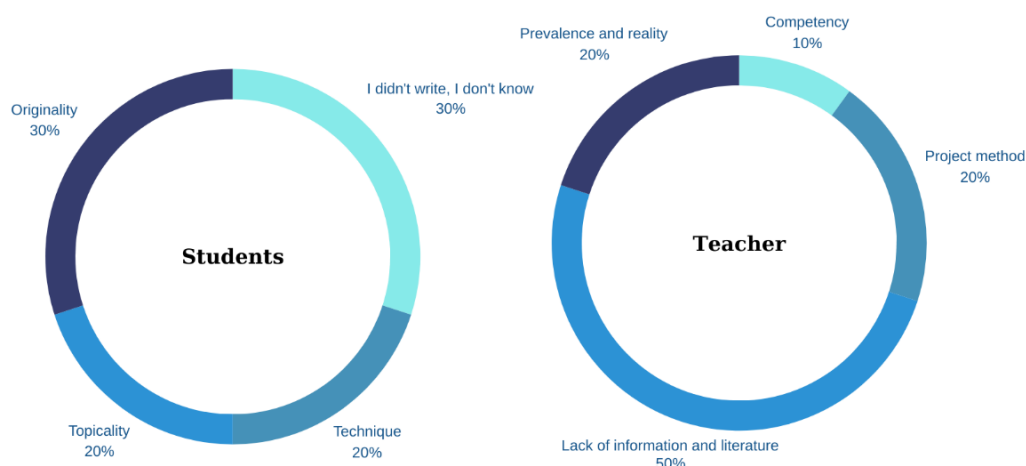 Originality
30%
I didn't write, I don't know
30%
Students
Topicality
20%
Technique
20%
Prevalence and reality
20%
Competency
10%
Project method
20%
Teacher
Lack of information and literature
50%